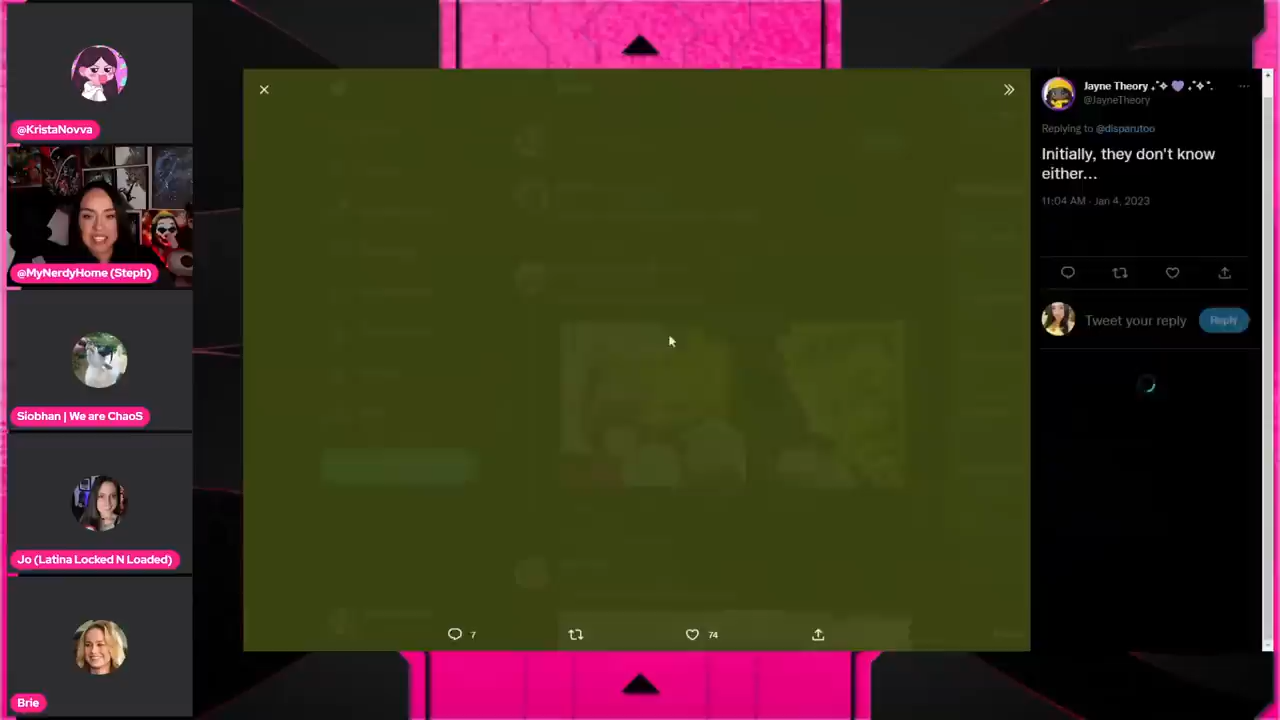 @KristaNovva
@MyNerdyHome (Steph)
Siobhan | We are ChaoS
Jo (Latina Locked N Loaded)
Brie
7
74
Jayne Theory ₊˚✧ 💜 ₊˚✧ ˚.
@JayneTheory
Replying to @disparutoo
Initially, they don't know
either...
11:04 AM · Jan 4, 2023
Tweet your reply
Reply